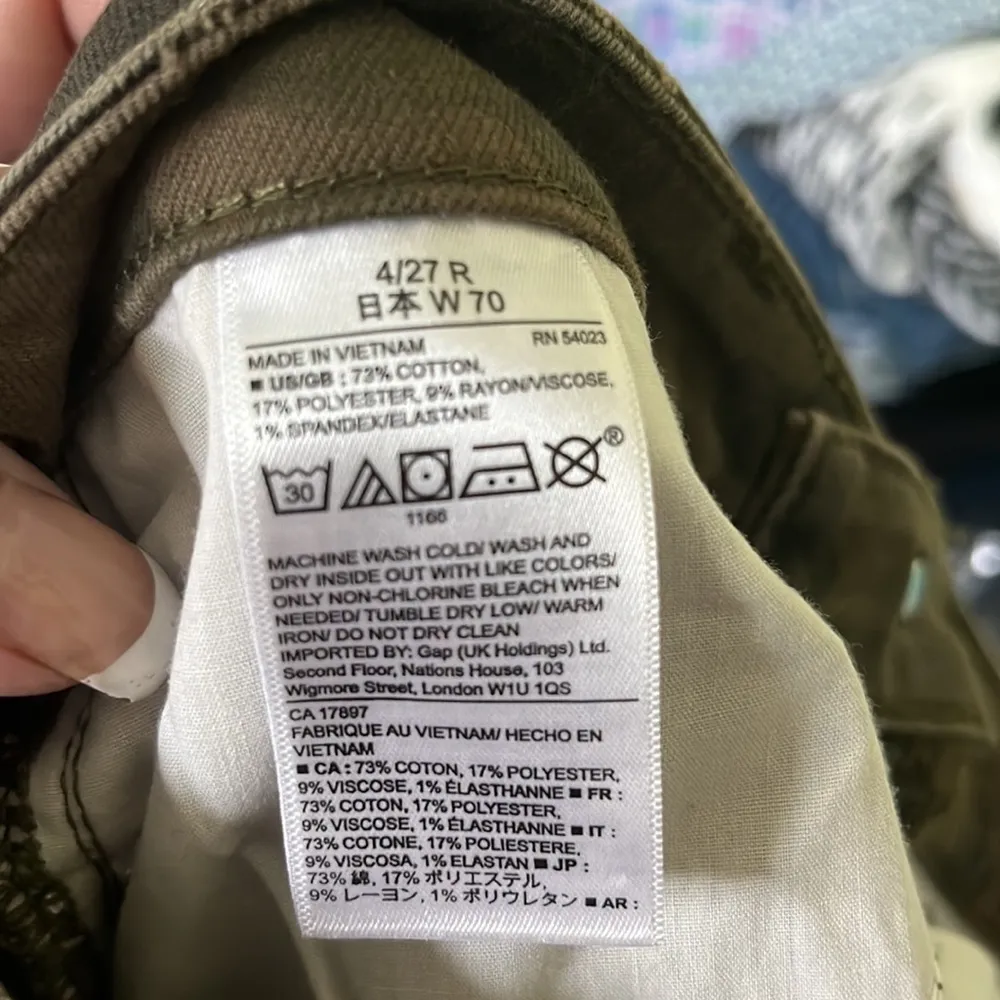 4/27 R
日本 W 70
RN 54023
MADE IN VIETNAM
■ US/GB : 73% COTTON,
17% POLYESTER, 9% RAYON/VISCOSE,
1% SPANDEX/ELASTANE
30
®
1166
MACHINE WASH COLD/ WASH AND
DRY INSIDE OUT WITH LIKE COLORS/
ONLY NON-CHLORINE BLEACH WHEN
NEEDED/ TUMBLE DRY LOW/ WARM
IRON/ DO NOT DRY CLEAN
IMPORTED BY: Gap (UK Holdings) Ltd.
Second Floor, Nations House, 103
Wigmore Street, London W1U 1QS
CA 17897
FABRIQUE AU VIETNAM/ HECHO EN
VIETNAM
■ CA : 73% COTON, 17% POLYESTER,
9% VISCOSE, 1% ÉLASTHANNE ■ FR :
73% COTON, 17% POLYESTER,
9% VISCOSE, 1% ÉLASTHANNE ■ IT :
73% COTONE, 17% POLIESTERE,
9% VISCOSA, 1% ELASTAN ■ JP :
73% 綿, 17% ポリエステル,
9% レーヨン, 1% ポリウレタン ■ AR :